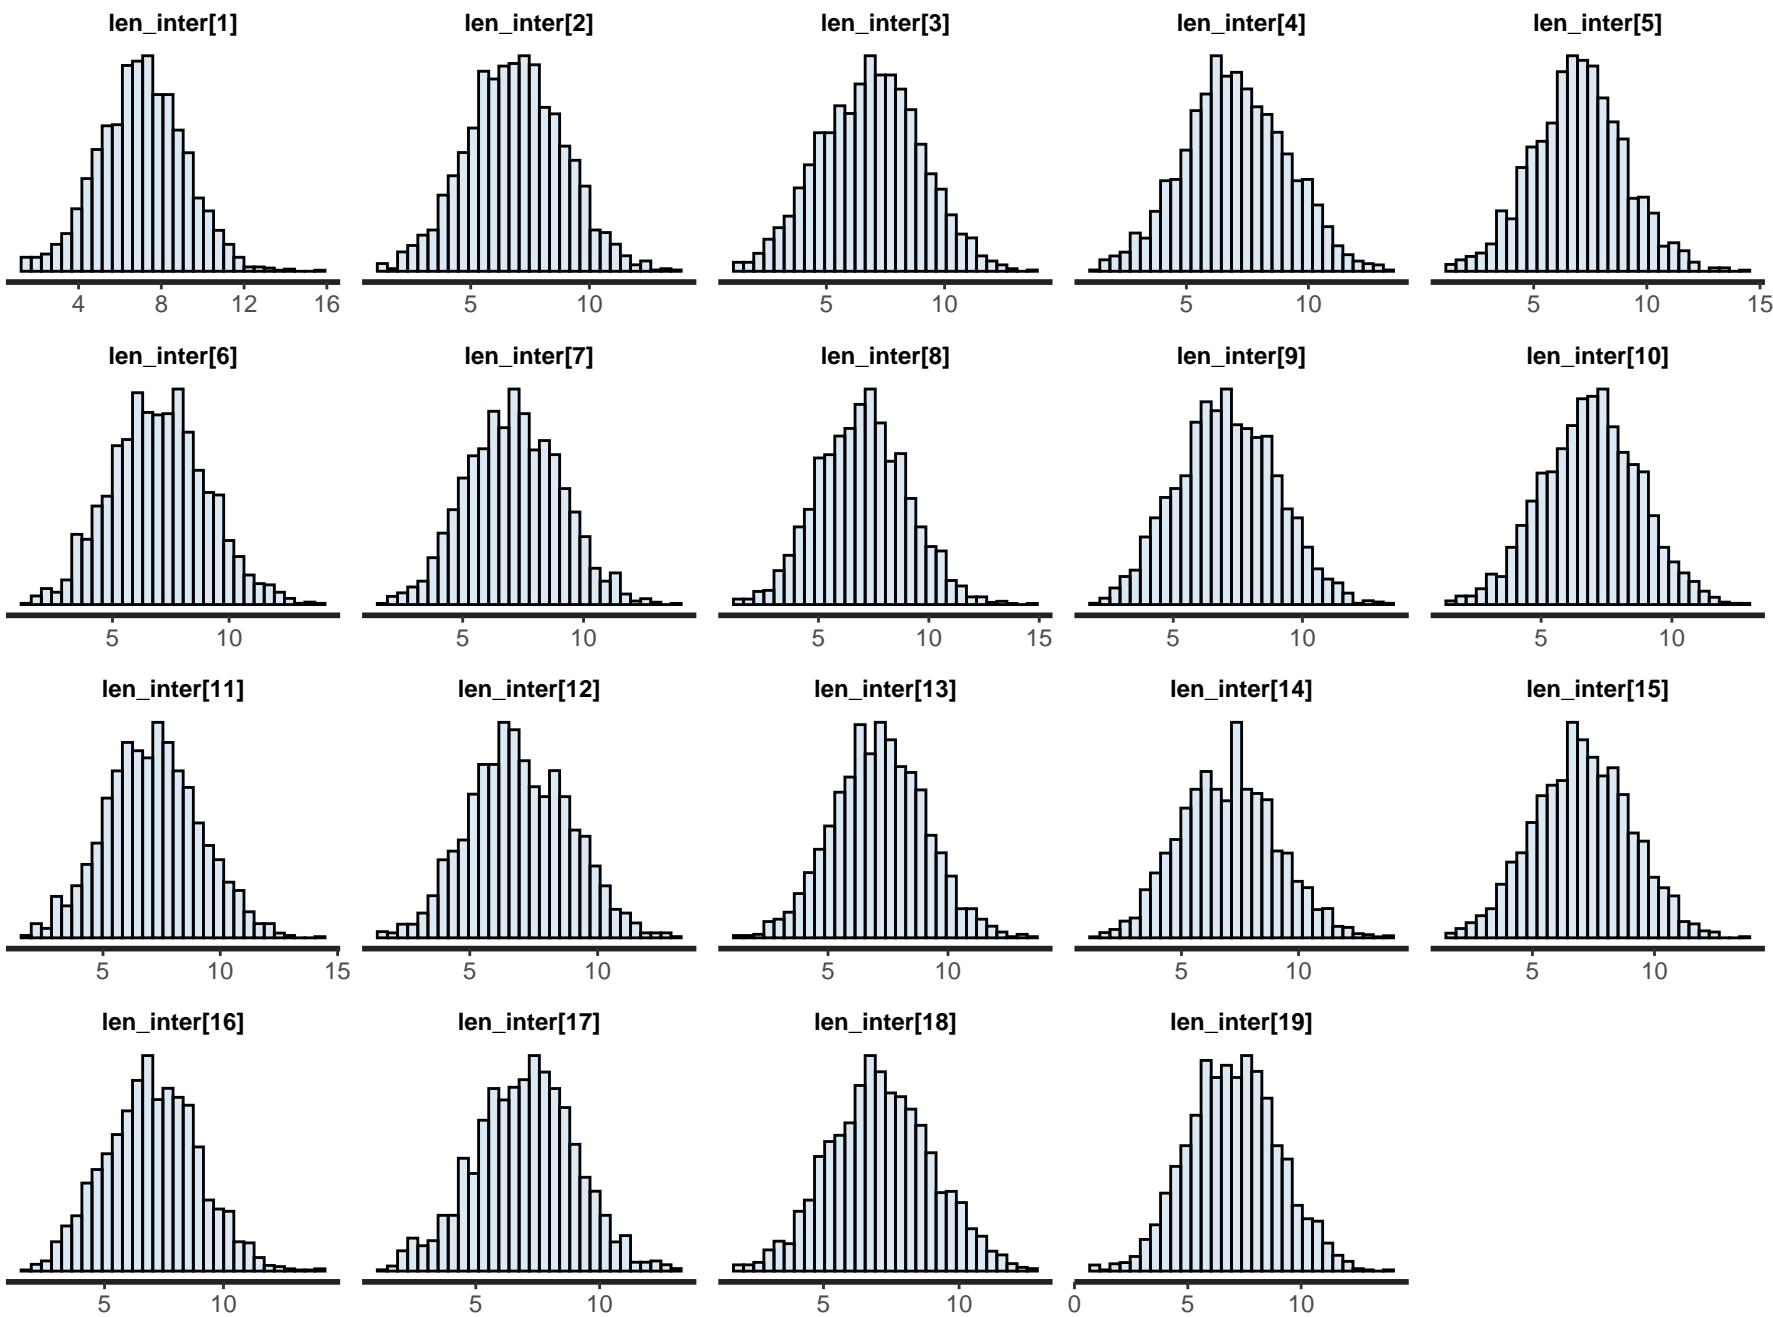 len_inter[1] len_inter[2] len_inter[3] len_inter[4] len_inter[5]
4 8 12 16 5 10 5 10 5 10 5 10 15
len_inter[6] len_inter[7] len_inter[8] len_inter[9] len_inter[10]
5 10 5 10 5 10 15 5 10 5 10
len_inter[11] len_inter[12] len_inter[13] len_inter[14] len_inter[15]
5 10 15 5 10 5 10 5 10 5 10
len_inter[16] len_inter[17] len_inter[18] len_inter[19]
5 10 5 10 5 10 0 5 10